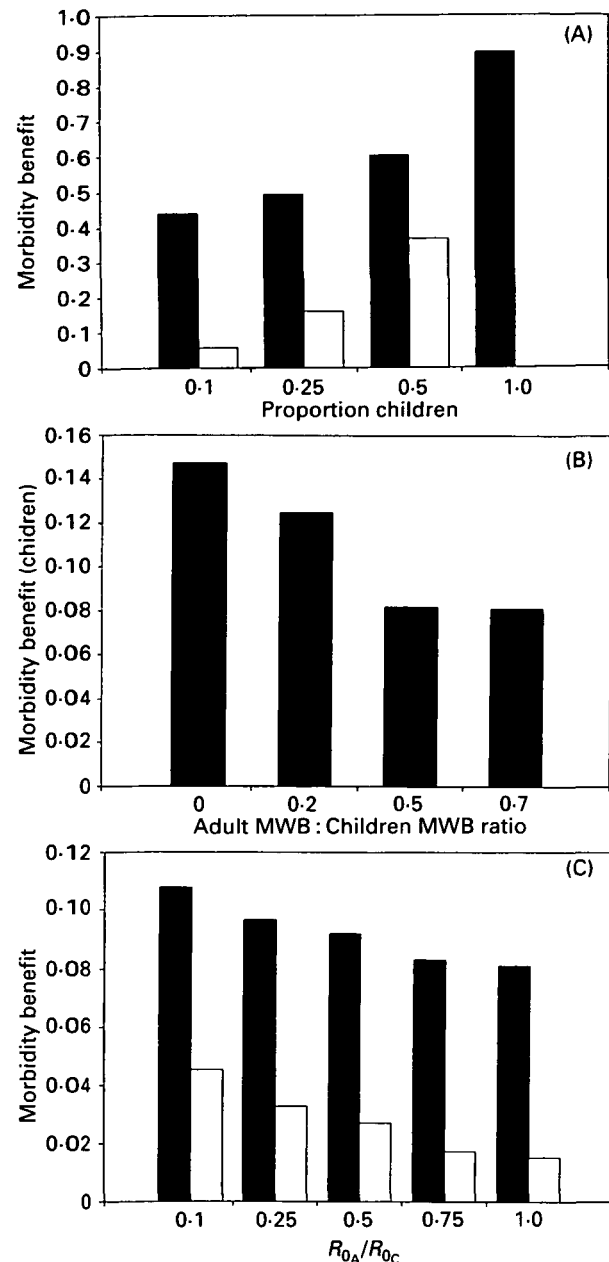 (A)
Morbidity benefit
1·0
0·9
0·8
0·7
0·6
0·5
0·4
0·3
0·2
0·1
0
0·1 0·25 0·5 1·0
Proportion children
(B)
Morbidity benefit (chidren)
0·16
0·14
0·12
0·10
0·08
0·06
0·04
0·02
0
0 0·2 0·5 0·7
Adult MWB : Children MWB ratio
(C)
Morbidity benefit
0·12
0·10
0·08
0·06
0·04
0·02
0
0·1 0·25 0·5 0·75 1·0
R0A/R0C